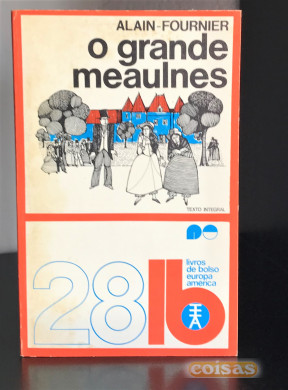 ALAIN-FOURNIER
o grande
meaulnes
TEXTO INTEGRAL
28
lb
livros
de bolso
europa
américa
coisas